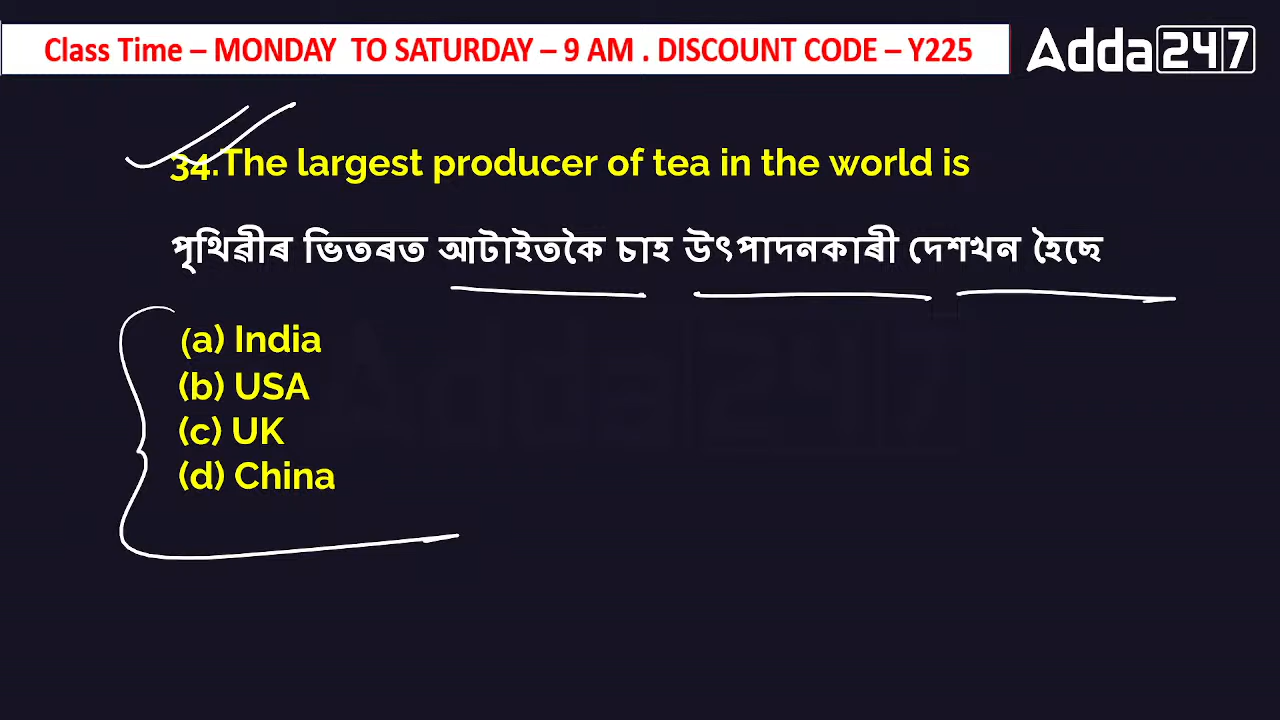 Class Time – MONDAY TO SATURDAY – 9 AM . DISCOUNT CODE – Y225
Adda247
34.The largest producer of tea in the world is
পৃথিৱীৰ ভিতৰত আটাইতকৈ চাহ উৎপাদনকাৰী দেশখন হৈছে
(a) India
(b) USA
(c) UK
(d) China